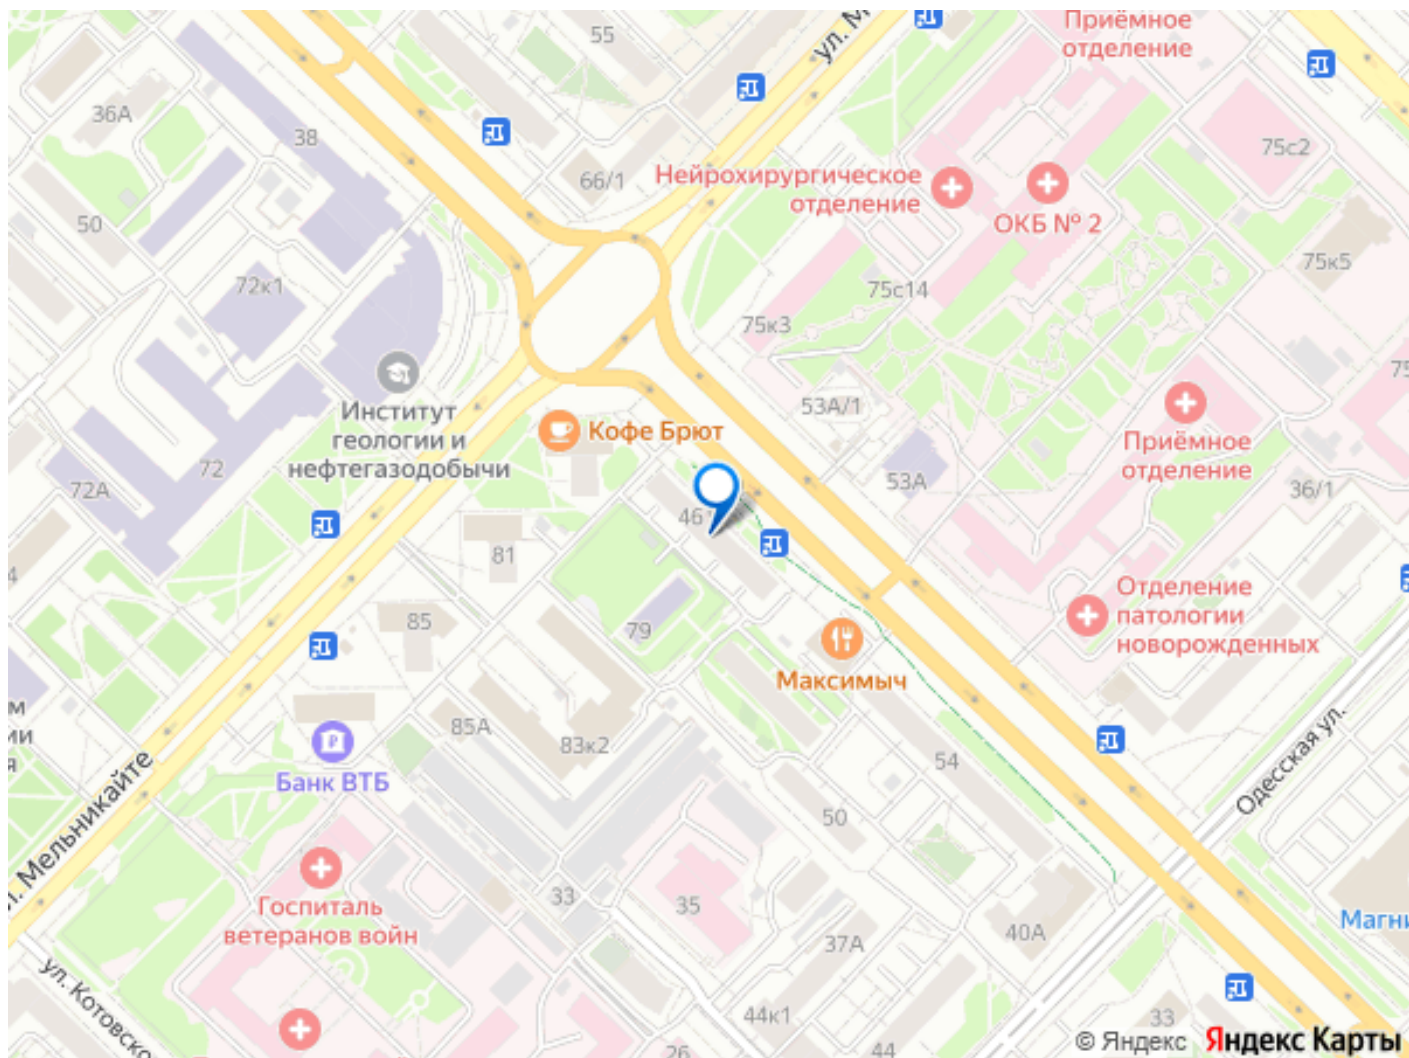 Приёмное
отделение
ул. М
55
36А
38
75с2
66/1
Нейрохирургическое
отделение
ОКБ № 2
50
72к1
75с14
75к5
75к3
Институт
геологии и
нефтегазодобычи
53А/1
Кофе Брют
Приёмное
отделение
72
72А
53А
36/1
46
81
79
85
Отделение
патологии
новорожденных
Максимыч
85А
83к2
54
Банк ВТБ
50
Одесская ул.
л. Мельникайте
Госпиталь
ветеранов войн
33
35
37А
40А
Магни
ул. Котовско
44к1
33
26
44
© Яндекс Яндекс Карты